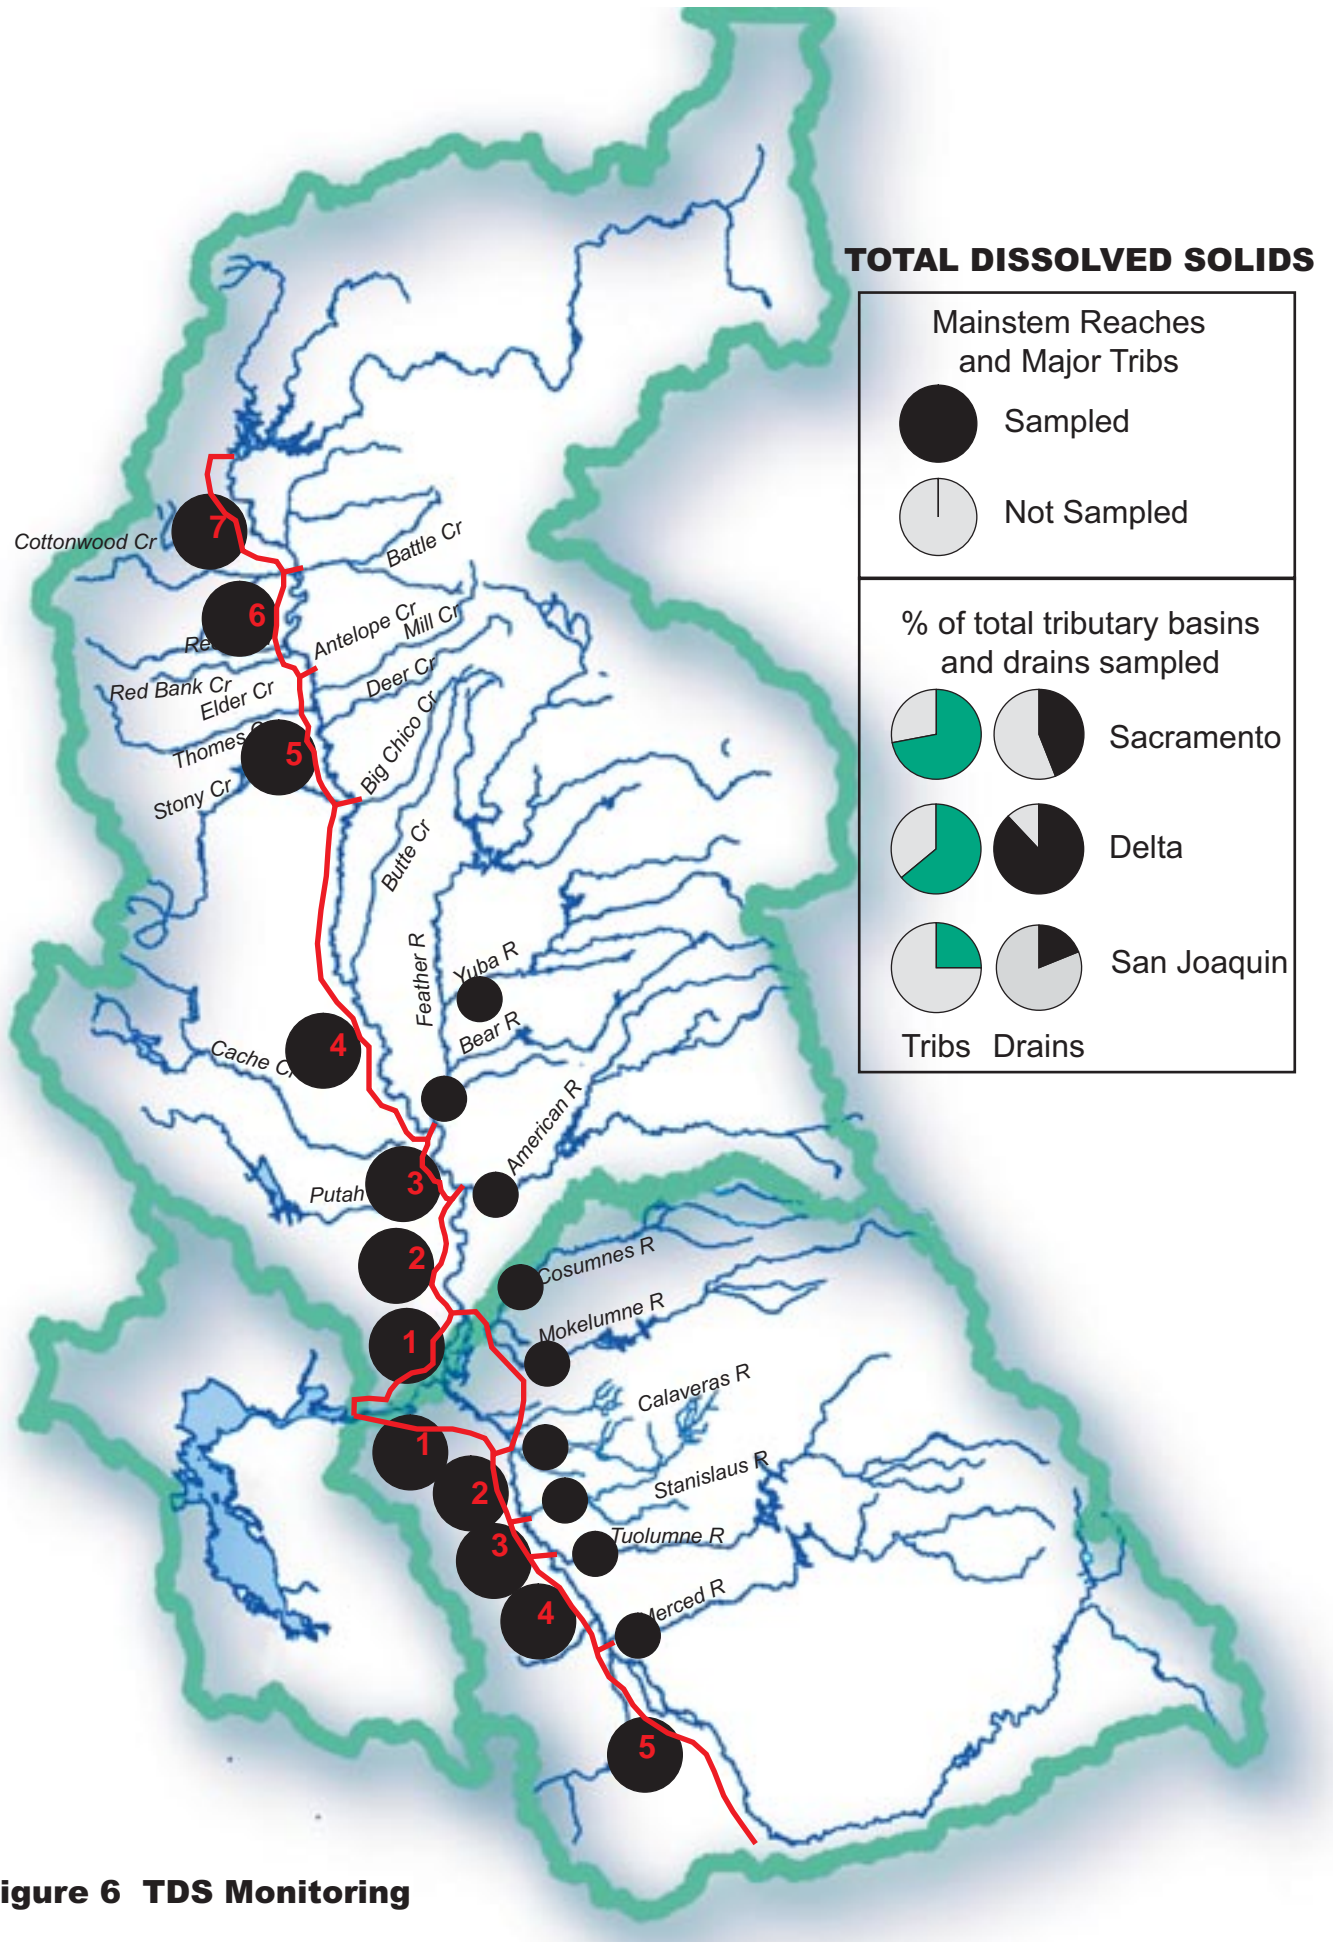 TOTAL DISSOLVED SOLIDS
Mainstem Reaches
and Major Tribs
Sampled
Not Sampled
% of total tributary basins
and drains sampled
Sacramento
Delta
San Joaquin
Tribs Drains
7
Cottonwood Cr
Battle Cr
6
Antelope Cr
Mill Cr
Red Bank Cr
Elder Cr
Deer Cr
Thomes
5
Big Chico Cr
Stony Cr
Butte Cr
Feather R
Yuba R
Bear R
4
Cache Cr
American R
3
Putah
2
Cosumnes R
1
Mokelumne R
Calaveras R
1
2
Stanislaus R
3
Tuolumne R
4
Merced R
5
igure 6 TDS Monitoring